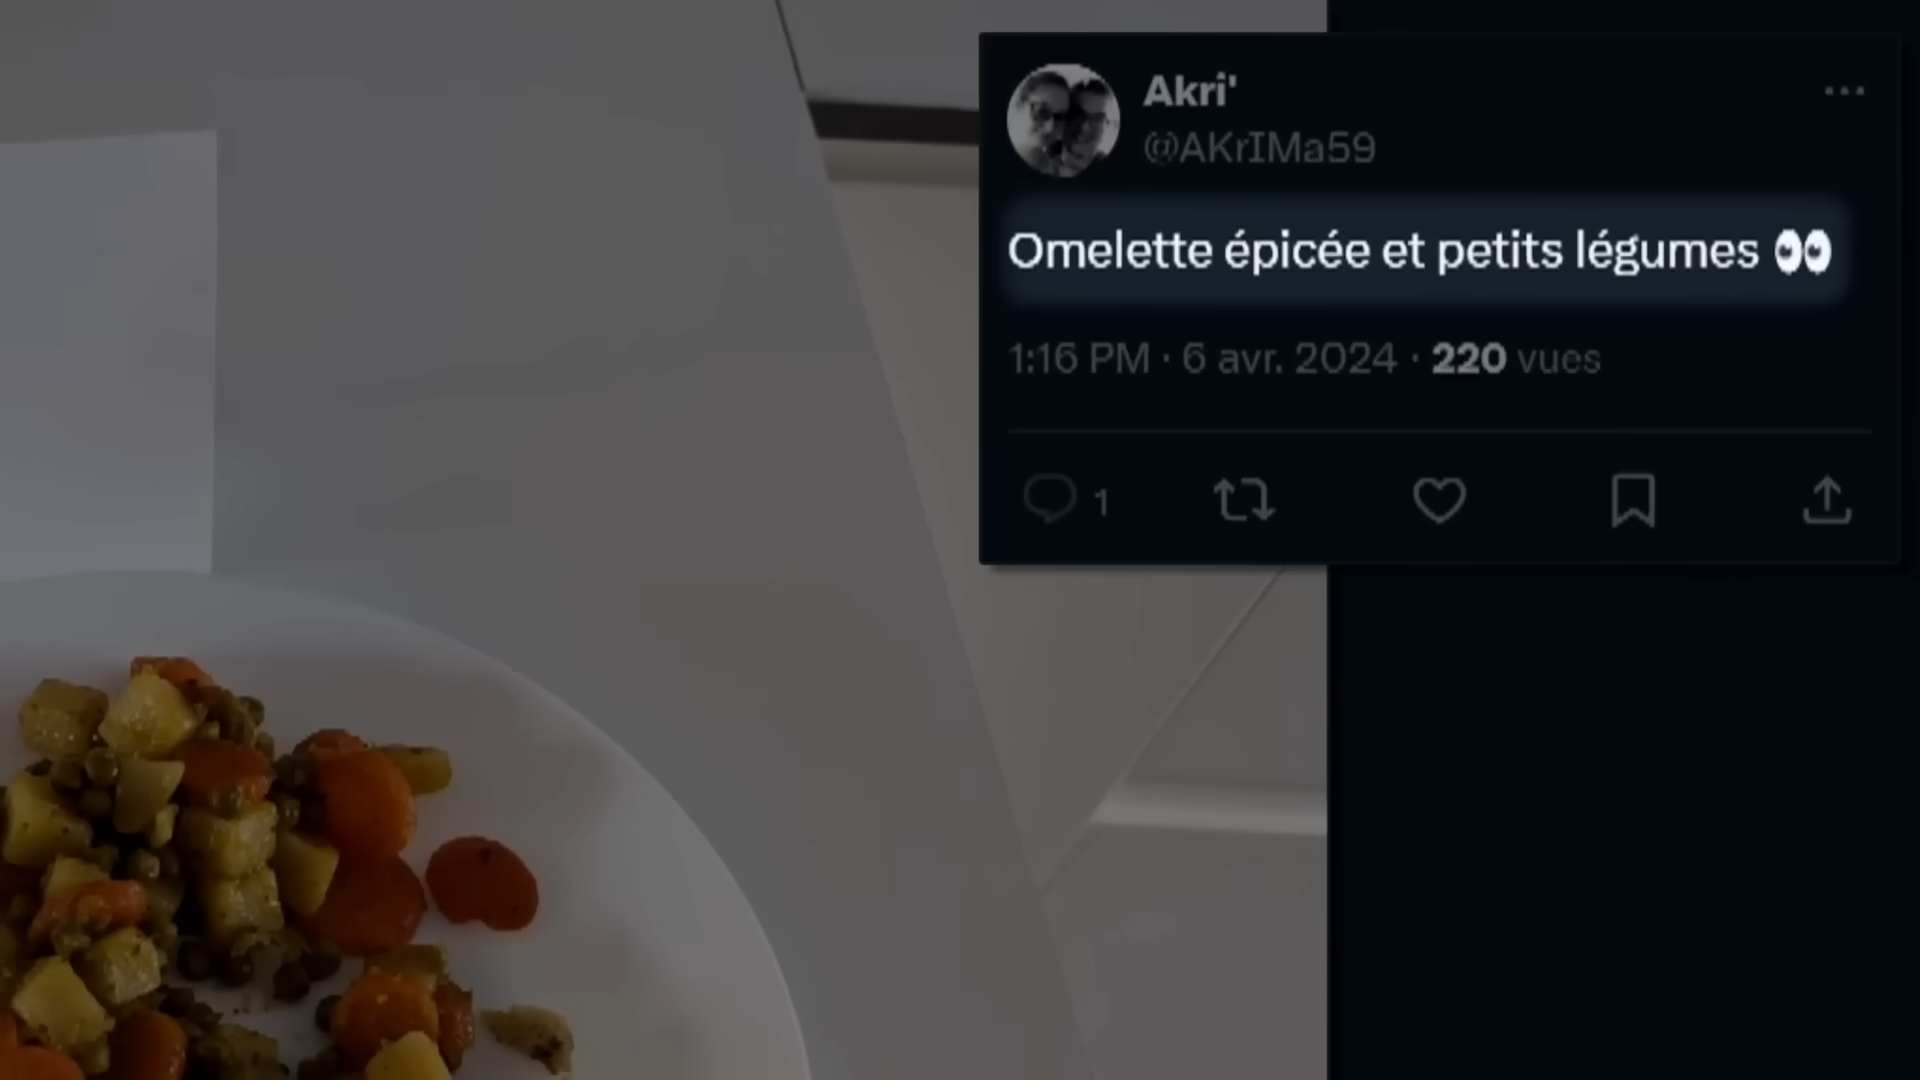 Akri'
@AKrIMa59
Omelette épicée et petits légumes 👀
1:16 PM · 6 avr. 2024 · 220 vues
1